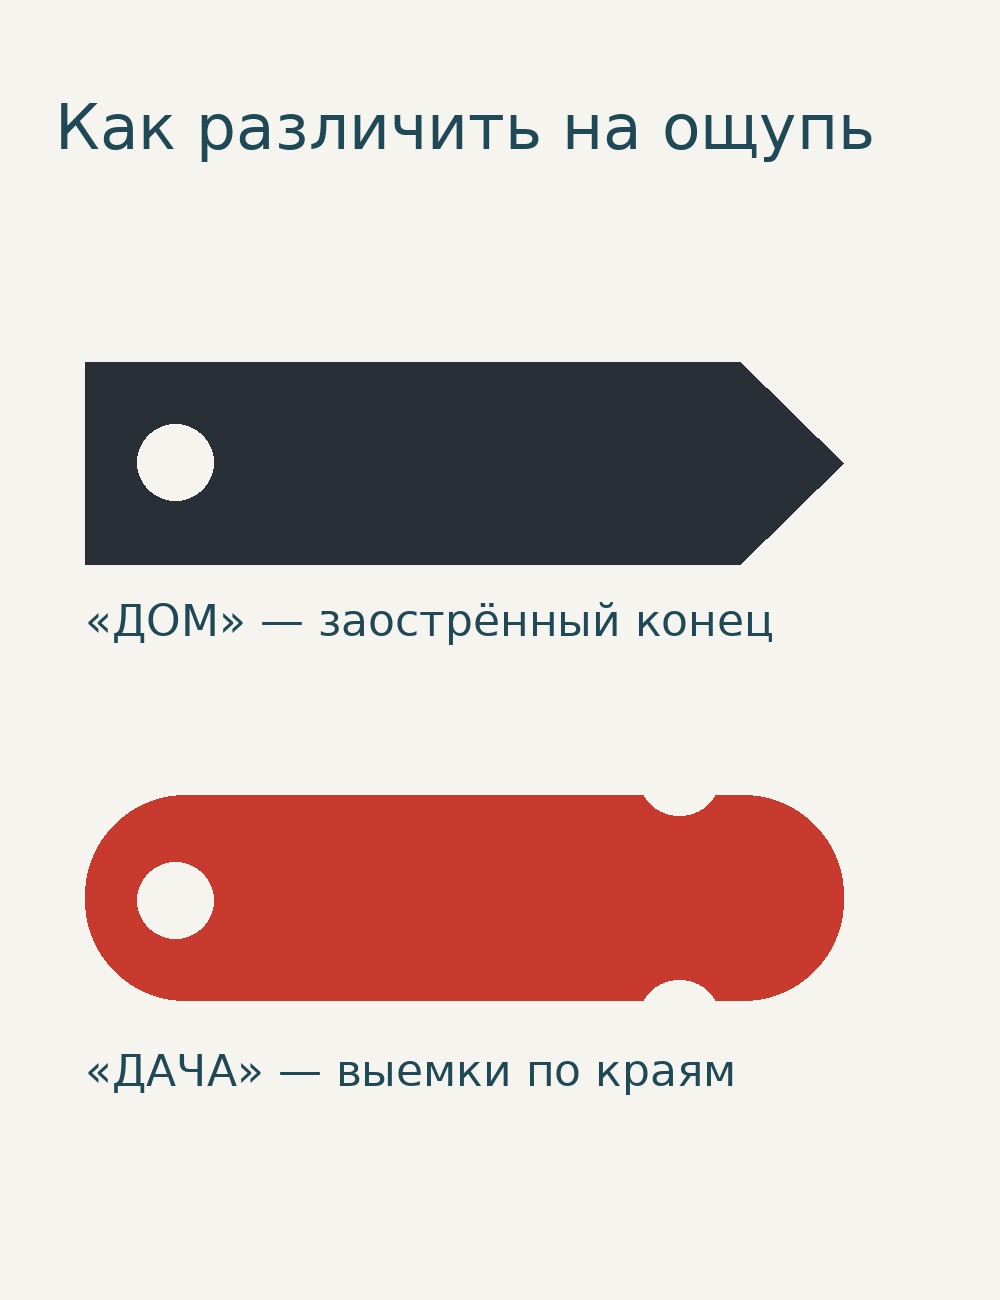 Как различить на ощупь
«ДОМ» — заострённый конец
«ДАЧА» — выемки по краям